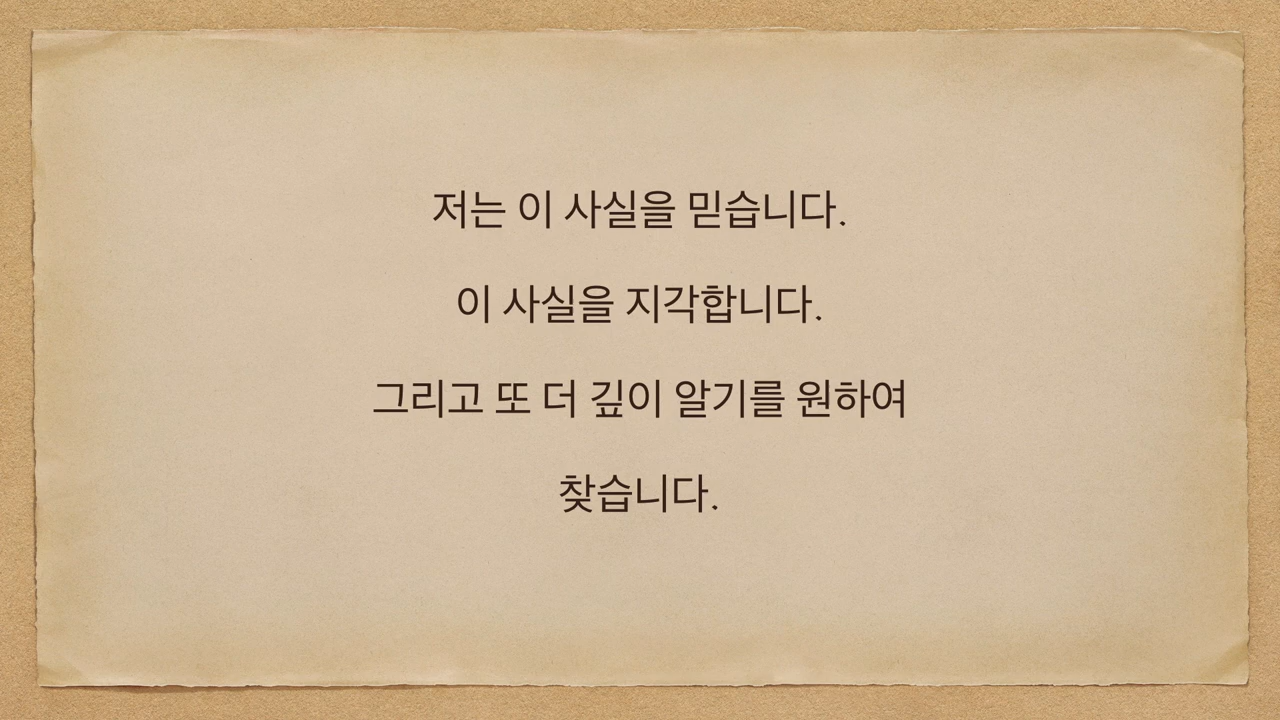 저는 이 사실을 믿습니다.
이 사실을 지각합니다.
그리고 또 더 깊이 알기를 원하여
찾습니다.